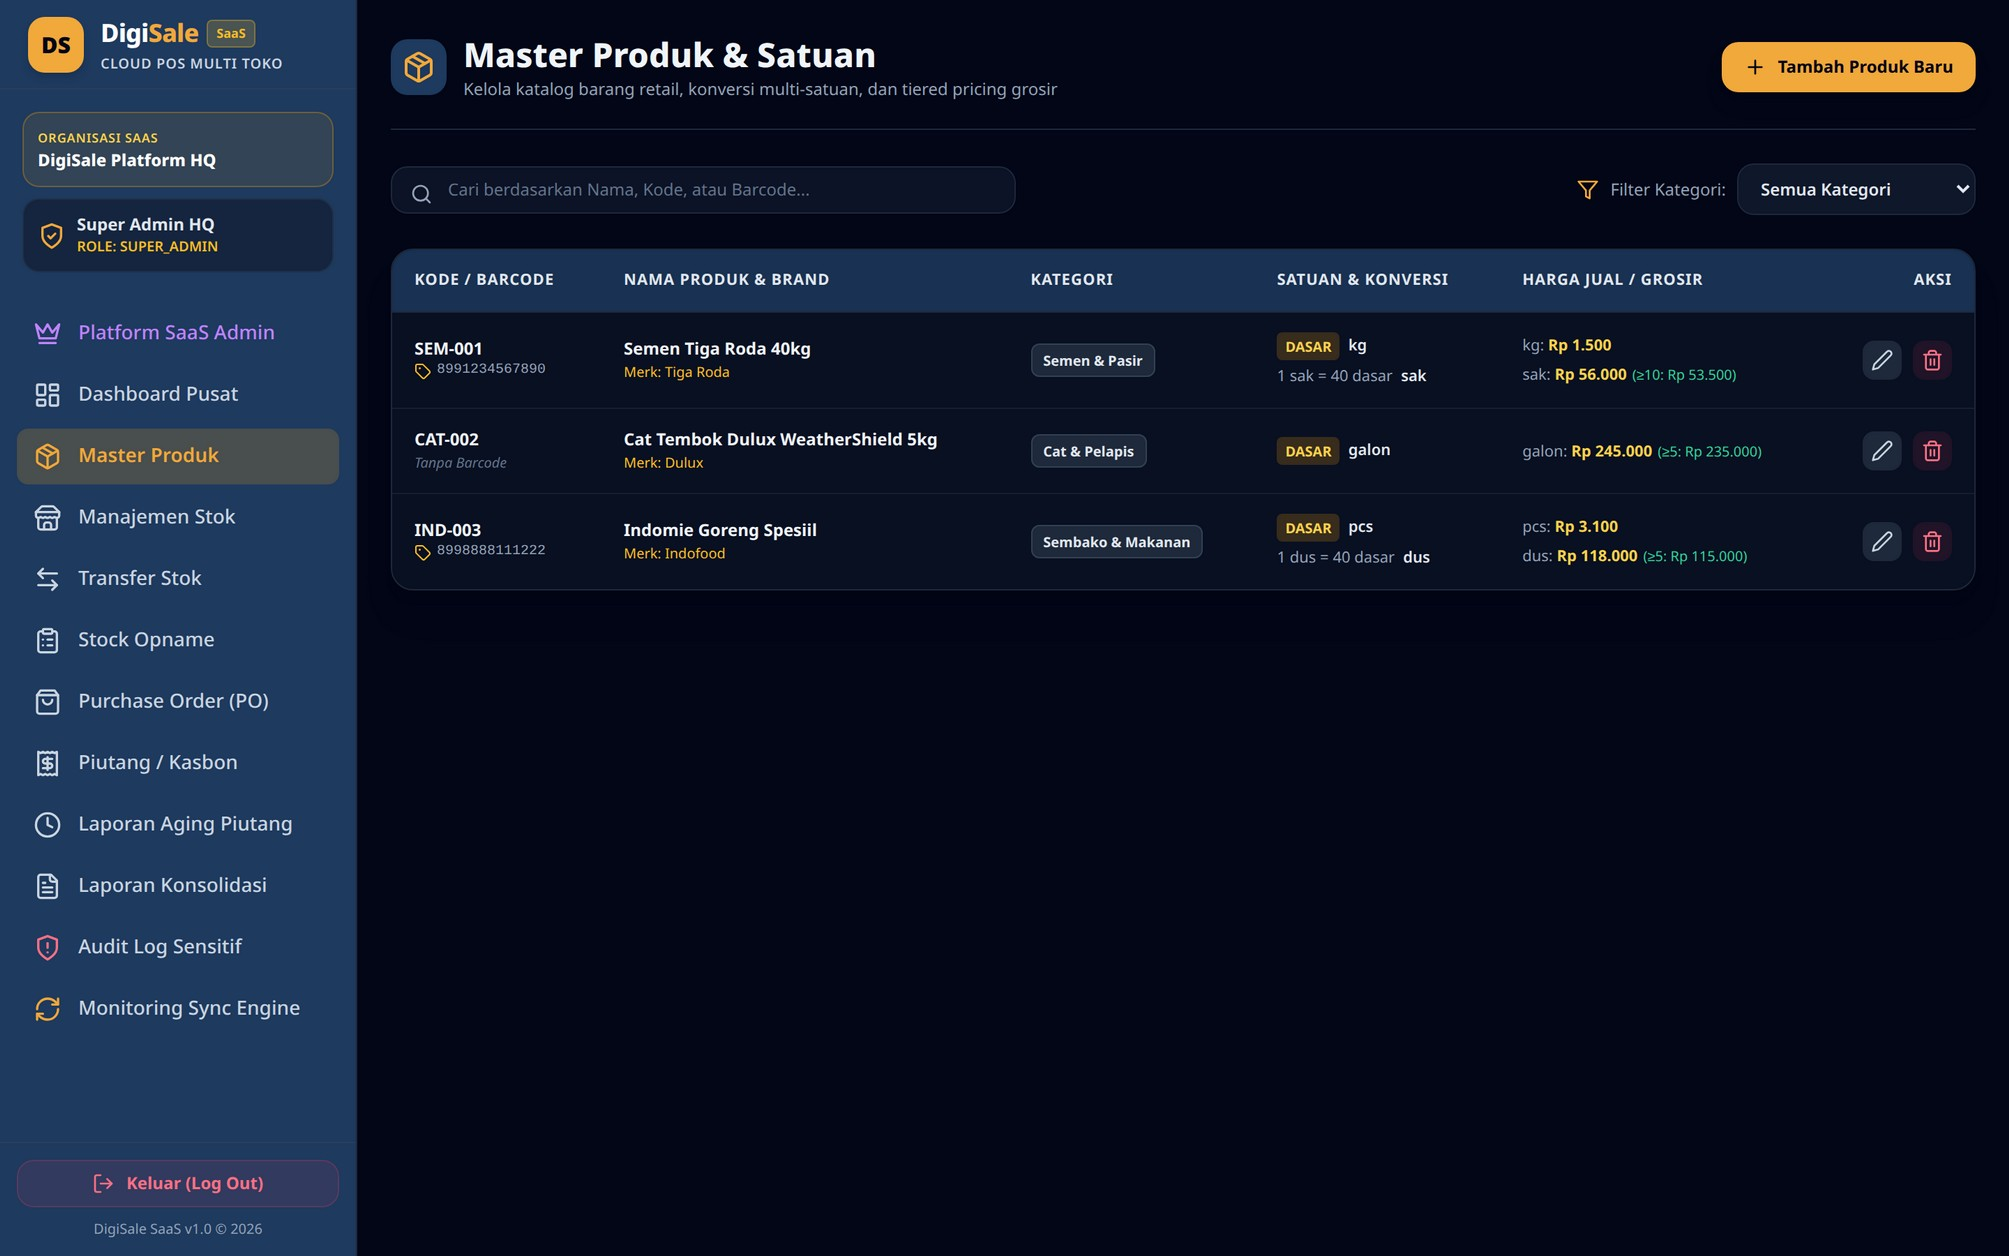 DS
DigiSale SaaS
CLOUD POS MULTI TOKO
ORGANISASI SAAS
DigiSale Platform HQ
Super Admin HQ
ROLE: SUPER_ADMIN
Platform SaaS Admin
Dashboard Pusat
Master Produk
Manajemen Stok
Transfer Stok
Stock Opname
Purchase Order (PO)
Piutang / Kasbon
Laporan Aging Piutang
Laporan Konsolidasi
Audit Log Sensitif
Monitoring Sync Engine
Keluar (Log Out)
DigiSale SaaS v1.0 © 2026
Master Produk & Satuan
Kelola katalog barang retail, konversi multi-satuan, dan tiered pricing grosir
Tambah Produk Baru
Cari berdasarkan Nama, Kode, atau Barcode...
Filter Kategori: Semua Kategori
KODE / BARCODE NAMA PRODUK & BRAND KATEGORI SATUAN & KONVERSI HARGA JUAL / GROSIR AKSI
SEM-001
8991234567890
Semen Tiga Roda 40kg
Merk: Tiga Roda
Semen & Pasir
DASAR kg
1 sak = 40 dasar sak
kg: Rp 1.500
sak: Rp 56.000 (≥10: Rp 53.500)
CAT-002
Tanpa Barcode
Cat Tembok Dulux WeatherShield 5kg
Merk: Dulux
Cat & Pelapis
DASAR galon
galon: Rp 245.000 (≥5: Rp 235.000)
IND-003
8998888111222
Indomie Goreng Spesiil
Merk: Indofood
Sembako & Makanan
DASAR pcs
1 dus = 40 dasar dus
pcs: Rp 3.100
dus: Rp 118.000 (≥5: Rp 115.000)